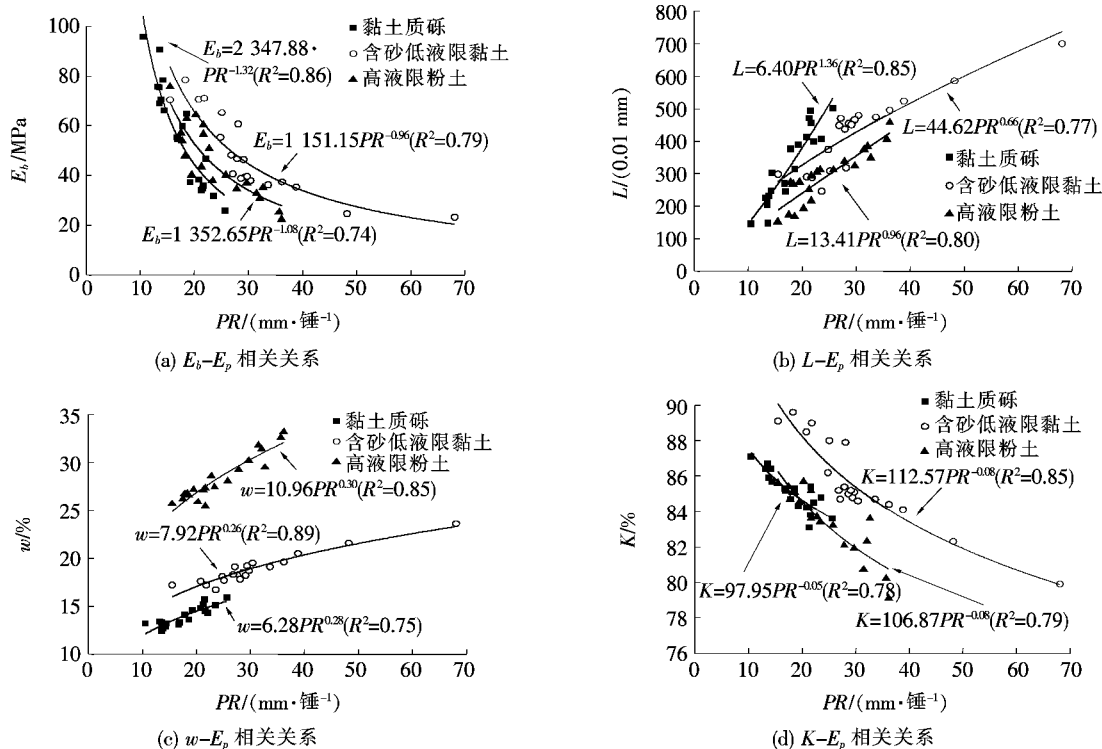 100
80
60
40
20
0
E_b/MPa
■ 黏土质砾
○ 含砂低液限黏土
▲ 高液限粉土
E_b=2 347.88·
PR^{-1.32}(R²=0.86)
E_b=1 151.15PR^{-0.96}(R²=0.79)
E_b=1 352.65PR^{-1.08}(R²=0.74)
0 10 20 30 40 50 60 70
PR/(mm·锤⁻¹)
(a) E_b–E_p 相关关系
800
700
600
500
400
300
200
100
0
L/(0.01 mm)
L=6.40PR^{1.36}(R²=0.85)
L=44.62PR^{0.66}(R²=0.77)
■ 黏土质砾
○ 含砂低液限黏土
▲ 高液限粉土
L=13.41PR^{0.96}(R²=0.80)
0 10 20 30 40 50 60 70
PR/(mm·锤⁻¹)
(b) L–E_p 相关关系
35
30
25
20
15
10
w/%
■ 黏土质砾
○ 含砂低液限黏土
▲ 高液限粉土
w=10.96PR^{0.30}(R²=0.85)
w=7.92PR^{0.26}(R²=0.89)
w=6.28PR^{0.28}(R²=0.75)
0 10 20 30 40 50 60 70
PR/(mm·锤⁻¹)
(c) w–E_p 相关关系
90
88
86
84
82
80
78
76
K/%
■ 黏土质砾
○ 含砂低液限黏土
▲ 高液限粉土
K=112.57PR^{-0.08}(R²=0.85)
K=97.95PR^{-0.05}(R²=0.78)
K=106.87PR^{-0.08}(R²=0.79)
0 10 20 30 40 50 60 70
PR/(mm·锤⁻¹)
(d) K–E_p 相关关系